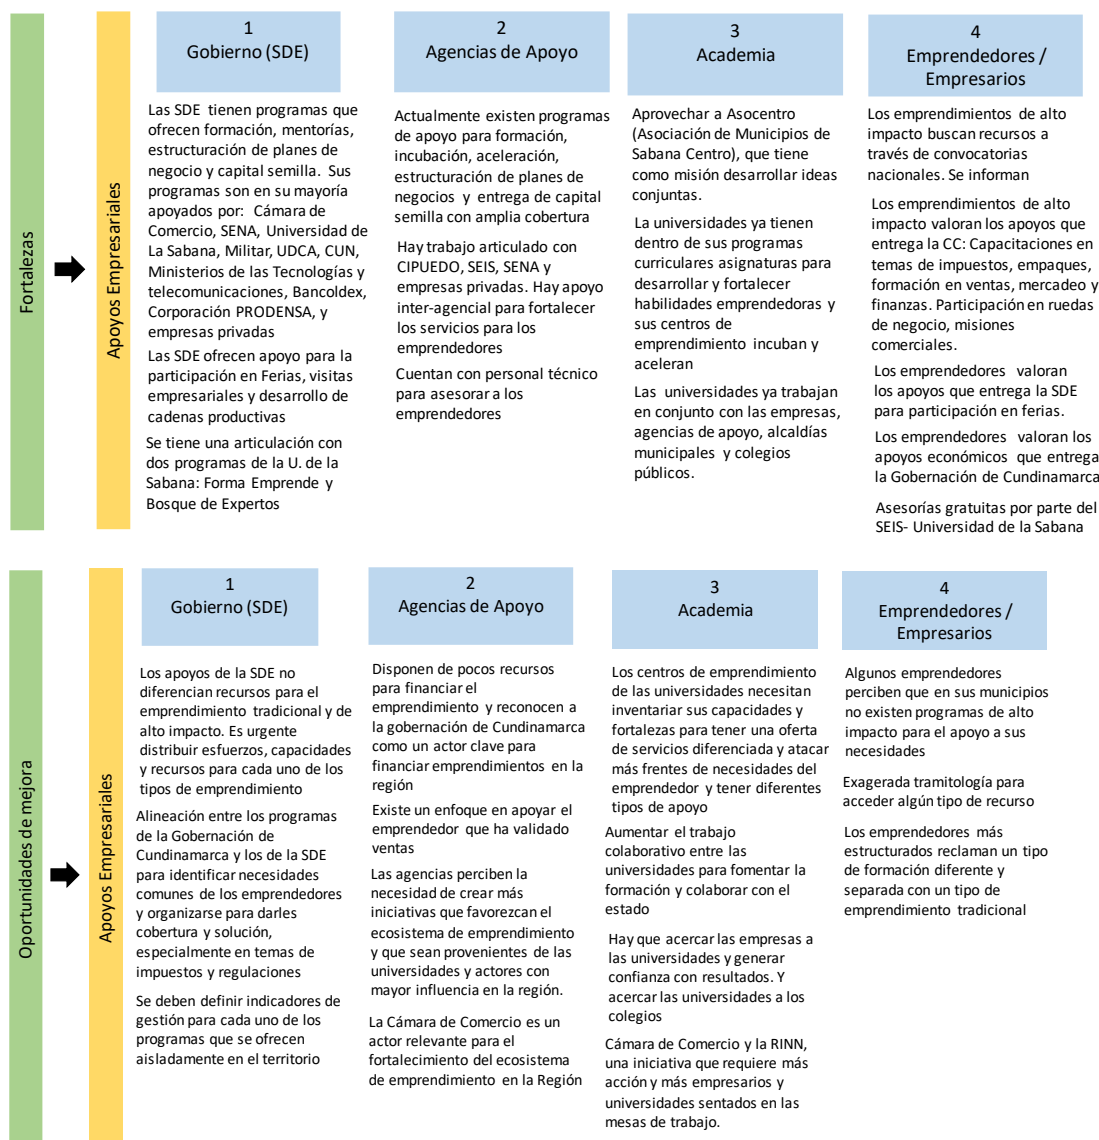 Fortalezas
Apoyos Empresariales
1
Gobierno (SDE)
Las SDE tienen programas que
ofrecen formación, mentorías,
estructuración de planes de
negocio y capital semilla. Sus
programas son en su mayoría
apoyados por: Cámara de
Comercio, SENA, Universidad de
La Sabana, Militar, UDCA, CUN,
Ministerios de las Tecnologías y
telecomunicaciones, Bancoldex,
Corporación PRODENSA, y
empresas privadas
Las SDE ofrecen apoyo para la
participación en Ferias, visitas
empresariales y desarrollo de
cadenas productivas
Se tiene una articulación con
dos programas de la U. de la
Sabana: Forma Emprende y
Bosque de Expertos
2
Agencias de Apoyo
Actualmente existen programas
de apoyo para formación,
incubación, aceleración,
estructuración de planes de
negocios y entrega de capital
semilla con amplia cobertura
Hay trabajo articulado con
CIPUEDO, SEIS, SENA y
empresas privadas. Hay apoyo
inter-agencial para fortalecer
los servicios para los
emprendedores
Cuentan con personal técnico
para asesorar a los
emprendedores
3
Academia
Aprovechar a Asocentro
(Asociación de Municipios de
Sabana Centro), que tiene
como misión desarrollar ideas
conjuntas.
La universidades ya tienen
dentro de sus programas
curriculares asignaturas para
desarrollar y fortalecer
habilidades emprendedoras y
sus centros de
emprendimiento incuban y
aceleran
Las universidades ya trabajan
en conjunto con las empresas,
agencias de apoyo, alcaldías
municipales y colegios
públicos.
4
Emprendedores /
Empresarios
Los emprendimientos de alto
impacto buscan recursos a
través de convocatorias
nacionales. Se informan
Los emprendimientos de alto
impacto valoran los apoyos que
entrega la CC: Capacitaciones en
temas de impuestos, empaques,
formación en ventas, mercadeo y
finanzas. Participación en ruedas
de negocio, misiones
comerciales.
Los emprendedores valoran
los apoyos que entrega la SDE
para participación en ferias.
Los emprendedores valoran los
apoyos económicos que entrega
la Gobernación de Cundinamarca
Asesorías gratuitas por parte del
SEIS- Universidad de la Sabana
Oportunidades de mejora
Apoyos Empresariales
1
Gobierno (SDE)
Los apoyos de la SDE no
diferencian recursos para el
emprendimiento tradicional y de
alto impacto. Es urgente
distribuir esfuerzos, capacidades
y recursos para cada uno de los
tipos de emprendimiento
Alineación entre los programas
de la Gobernación de
Cundinamarca y los de la SDE
para identificar necesidades
comunes de los emprendedores
y organizarse para darles
cobertura y solución,
especialmente en temas de
impuestos y regulaciones
Se deben definir indicadores de
gestión para cada uno de los
programas que se ofrecen
aisladamente en el territorio
2
Agencias de Apoyo
Disponen de pocos recursos
para financiar el
emprendimiento y reconocen a
la gobernación de Cundinamarca
como un actor clave para
financiar emprendimientos en la
región
Existe un enfoque en apoyar el
emprendedor que ha validado
ventas
Las agencias perciben la
necesidad de crear más
iniciativas que favorezcan el
ecosistema de emprendimiento
y que sean provenientes de las
universidades y actores con
mayor influencia en la región.
La Cámara de Comercio es un
actor relevante para el
fortalecimiento del ecosistema
de emprendimiento en la Región
3
Academia
Los centros de emprendimiento
de las universidades necesitan
inventariar sus capacidades y
fortalezas para tener una oferta
de servicios diferenciada y atacar
más frentes de necesidades del
emprendedor y tener diferentes
tipos de apoyo
Aumentar el trabajo
colaborativo entre las
universidades para fomentar la
formación y colaborar con el
estado
Hay que acercar las empresas a
las universidades y generar
confianza con resultados. Y
acercar las universidades a los
colegios
Cámara de Comercio y la RINN,
una iniciativa que requiere más
acción y más empresarios y
universidades sentados en las
mesas de trabajo.
4
Emprendedores /
Empresarios
Algunos emprendedores
perciben que en sus municipios
no existen programas de alto
impacto para el apoyo a sus
necesidades
Exagerada tramitología para
acceder algún tipo de recurso
Los emprendedores más
estructurados reclaman un tipo
de formación diferente y
separada con un tipo de
emprendimiento tradicional